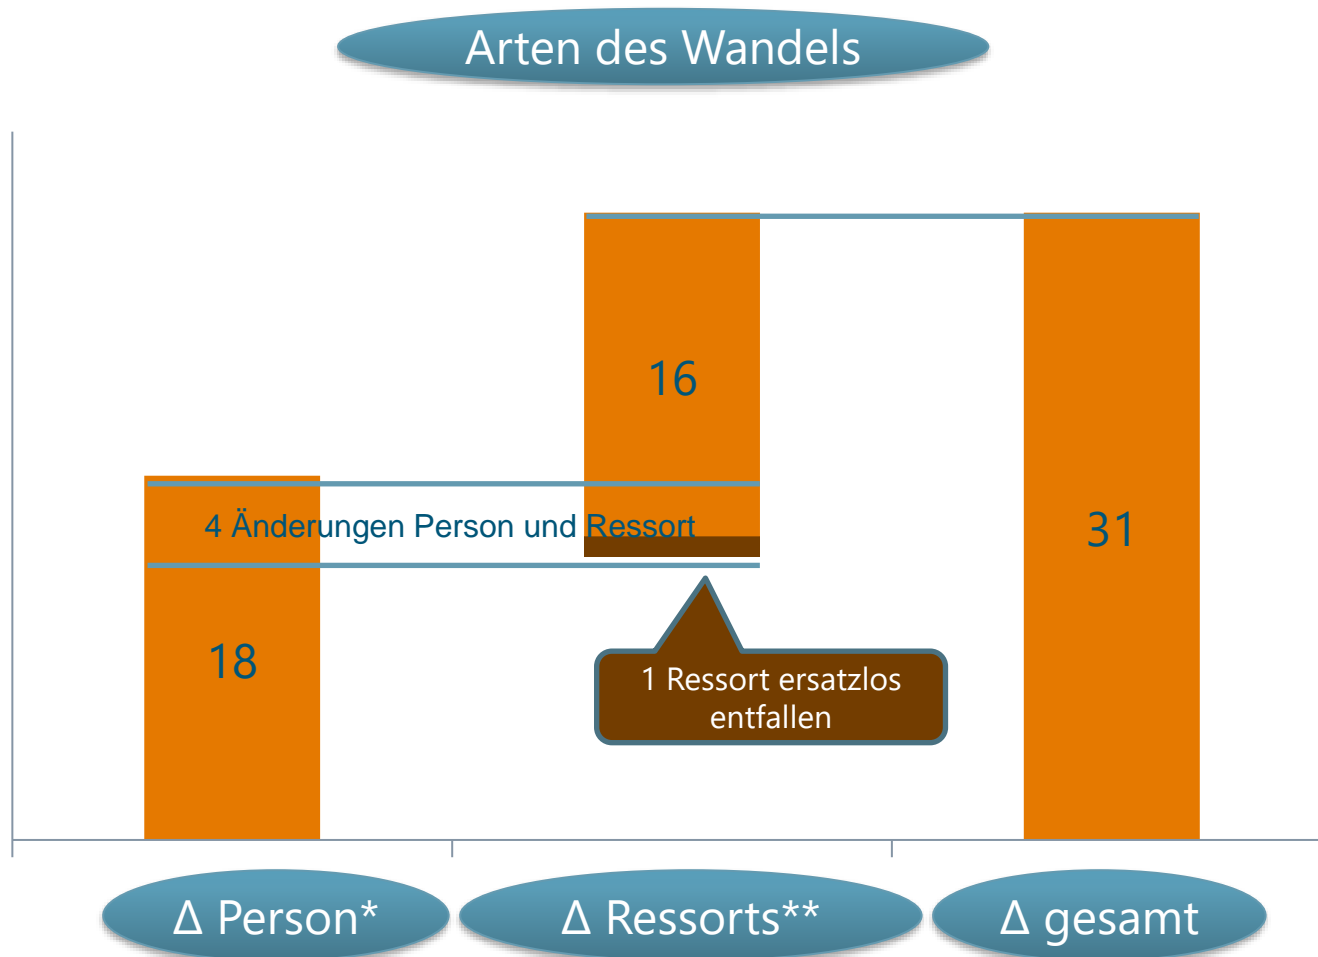 Arten des Wandels
16
4 Änderungen Person und Ressort
31
18
1 Ressort ersatzlos
entfallen
Δ Person*
Δ Ressorts**
Δ gesamt